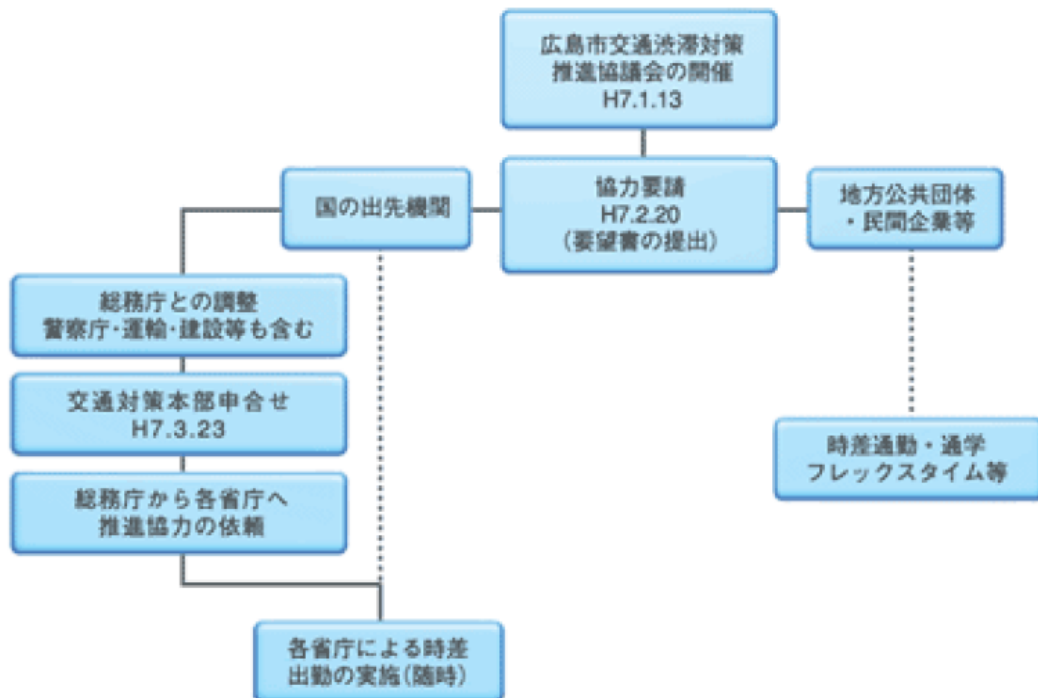 広島市交通渋滞対策
推進協議会の開催
H7.1.13
国の出先機関
協力要請
H7.2.20
(要望書の提出)
地方公共団体
・民間企業等
総務庁との調整
警察庁・運輸・建設等も含む
交通対策本部申合せ
H7.3.23
時差通勤・通学
フレックスタイム等
総務庁から各省庁へ
推進協力の依頼
各省庁による時差
出勤の実施(随時)